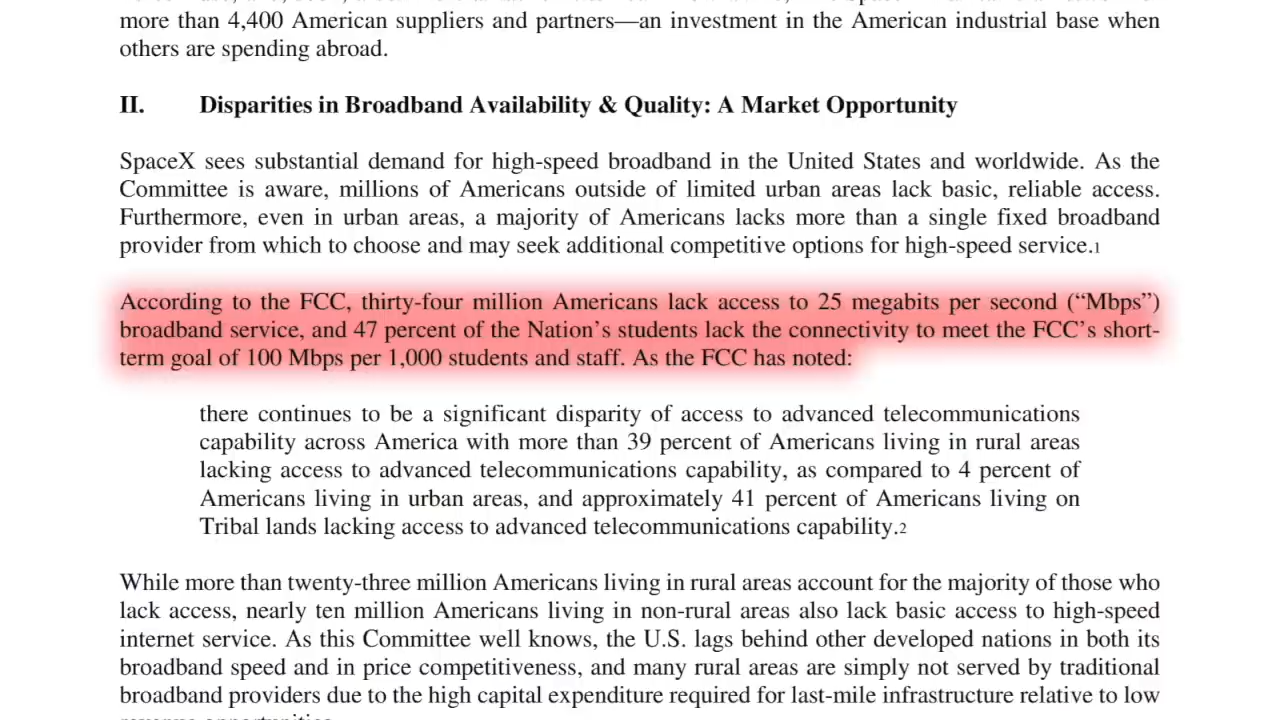 more than 4,400 American suppliers and partners—an investment in the American industrial base when
others are spending abroad.
II. Disparities in Broadband Availability & Quality: A Market Opportunity
SpaceX sees substantial demand for high-speed broadband in the United States and worldwide. As the
Committee is aware, millions of Americans outside of limited urban areas lack basic, reliable access.
Furthermore, even in urban areas, a majority of Americans lacks more than a single fixed broadband
provider from which to choose and may seek additional competitive options for high-speed service.1
According to the FCC, thirty-four million Americans lack access to 25 megabits per second (“Mbps”)
broadband service, and 47 percent of the Nation’s students lack the connectivity to meet the FCC’s short-
term goal of 100 Mbps per 1,000 students and staff. As the FCC has noted:
there continues to be a significant disparity of access to advanced telecommunications
capability across America with more than 39 percent of Americans living in rural areas
lacking access to advanced telecommunications capability, as compared to 4 percent of
Americans living in urban areas, and approximately 41 percent of Americans living on
Tribal lands lacking access to advanced telecommunications capability.2
While more than twenty-three million Americans living in rural areas account for the majority of those who
lack access, nearly ten million Americans living in non-rural areas also lack basic access to high-speed
internet service. As this Committee well knows, the U.S. lags behind other developed nations in both its
broadband speed and in price competitiveness, and many rural areas are simply not served by traditional
broadband providers due to the high capital expenditure required for last-mile infrastructure relative to low